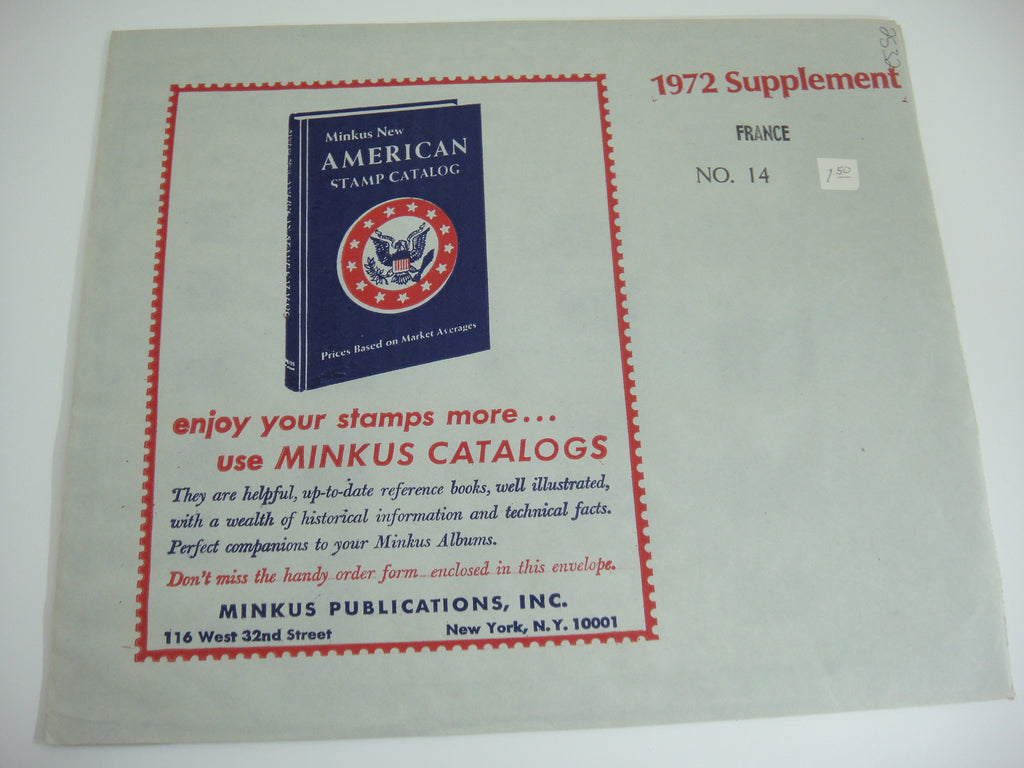 1972 Supplement
FRANCE
NO. 14
Minkus New
AMERICAN
STAMP CATALOG
Prices Based on Market Averages
enjoy your stamps more...
use MINKUS CATALOGS
They are helpful, up-to-date reference books, well illustrated,
with a wealth of historical information and technical facts.
Perfect companions to your Minkus Albums.
Don't miss the handy order form enclosed in this envelope.
MINKUS PUBLICATIONS, INC.
116 West 32nd Street New York, N.Y. 10001